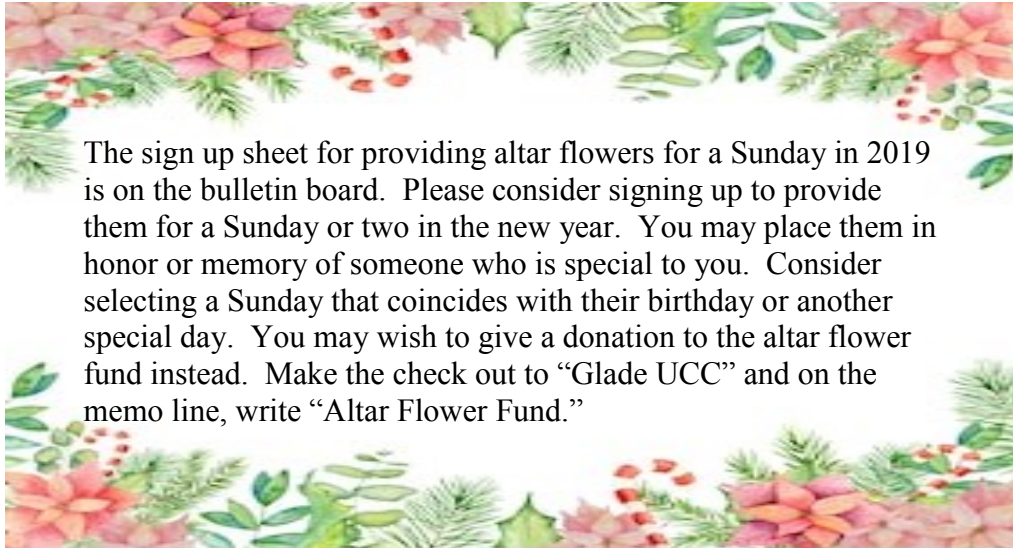 The sign up sheet for providing altar flowers for a Sunday in 2019
is on the bulletin board.  Please consider signing up to provide
them for a Sunday or two in the new year.  You may place them in
honor or memory of someone who is special to you.  Consider
selecting a Sunday that coincides with their birthday or another
special day.  You may wish to give a donation to the altar flower
fund instead.  Make the check out to “Glade UCC” and on the
memo line, write “Altar Flower Fund.”